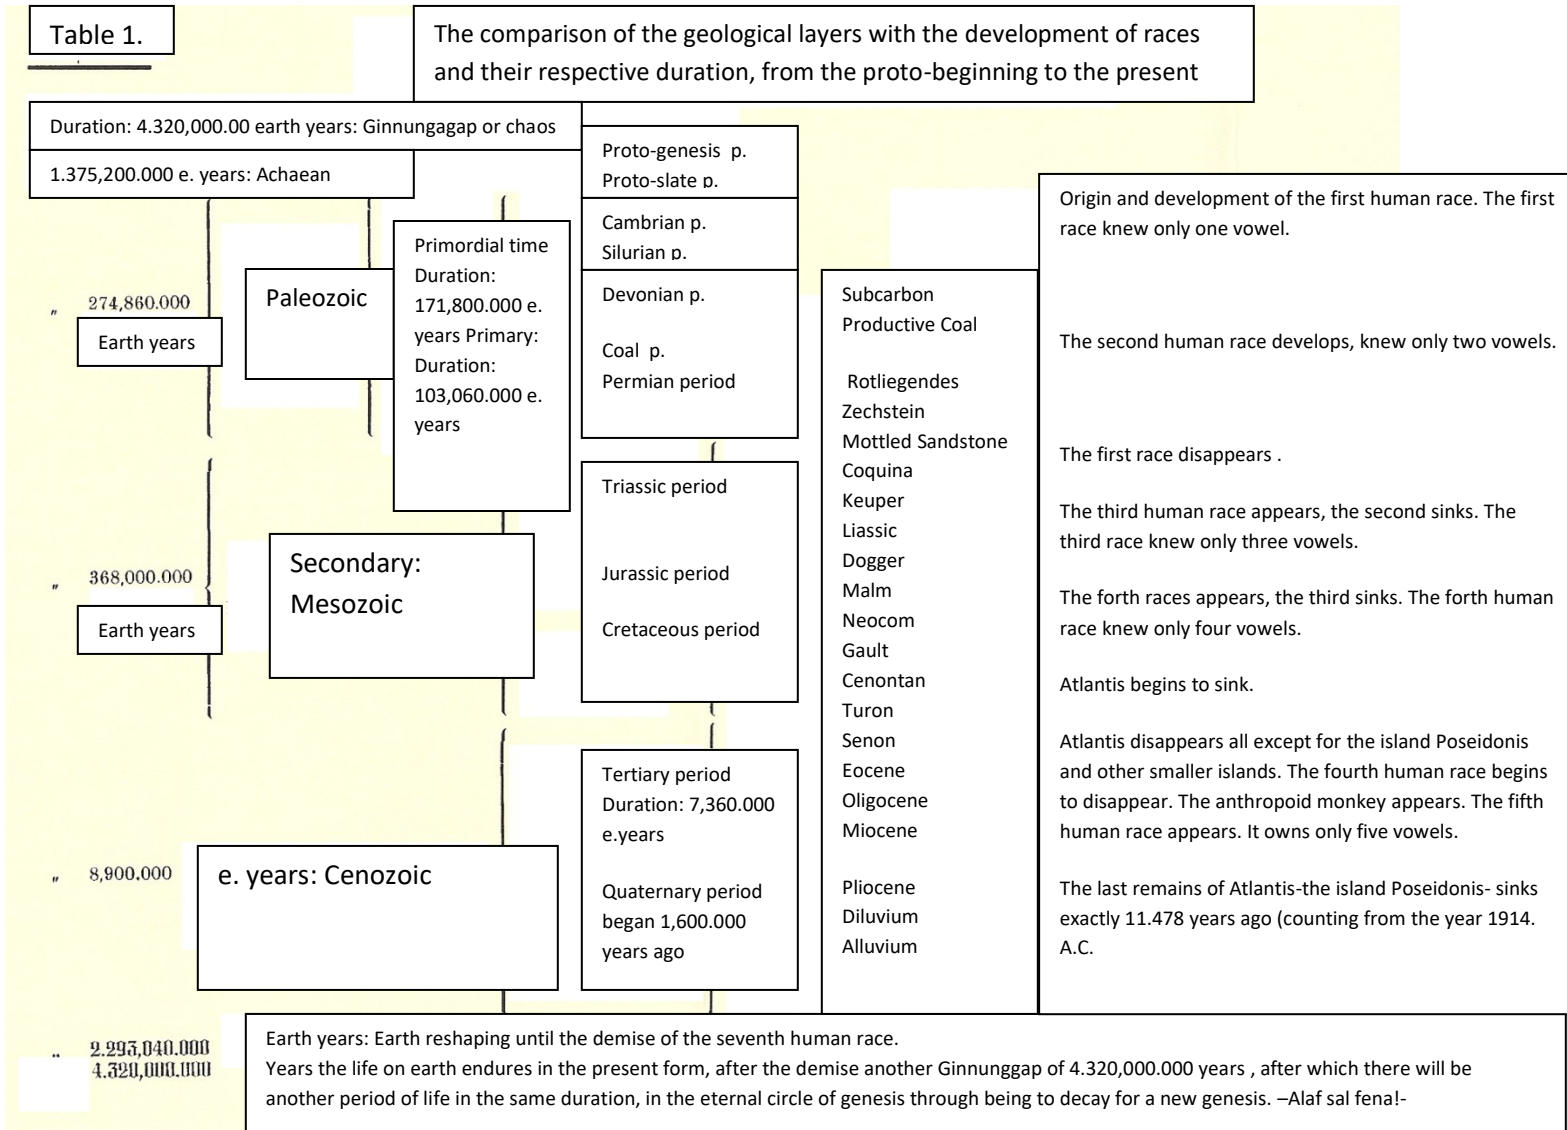 Table 1.
The comparison of the geological layers with the development of races
and their respective duration, from the proto-beginning to the present
Duration: 4.320,000.00 earth years: Ginnungagap or chaos
1.375,200.000 e. years: Achaean
Proto-genesis p.
Proto-slate p.
Cambrian p.
Silurian p.
Devonian p.
Coal p.
Permian period
Primordial time
Duration:
171,800.000 e.
years Primary:
Duration:
103,060.000 e.
years
Paleozoic
" 274,860.000
Earth years
Triassic period
Jurassic period
Cretaceous period
Secondary:
Mesozoic
" 368,000.000
Earth years
Tertiary period
Duration: 7,360.000
e.years
Quaternary period
began 1,600.000
years ago
" 8,900.000
e. years: Cenozoic
Subcarbon
Productive Coal
Rotliegendes
Zechstein
Mottled Sandstone
Coquina
Keuper
Liassic
Dogger
Malm
Neocom
Gault
Cenontan
Turon
Senon
Eocene
Oligocene
Miocene
Pliocene
Diluvium
Alluvium
Origin and development of the first human race. The first
race knew only one vowel.
The second human race develops, knew only two vowels.
The first race disappears .
The third human race appears, the second sinks. The
third race knew only three vowels.
The forth races appears, the third sinks. The forth human
race knew only four vowels.
Atlantis begins to sink.
Atlantis disappears all except for the island Poseidonis
and other smaller islands. The fourth human race begins
to disappear. The anthropoid monkey appears. The fifth
human race appears. It owns only five vowels.
The last remains of Atlantis-the island Poseidonis- sinks
exactly 11.478 years ago (counting from the year 1914.
A.C.
" 2.293,040.000
4.320,000.000
Earth years: Earth reshaping until the demise of the seventh human race.
Years the life on earth endures in the present form, after the demise another Ginnunggap of 4.320,000.000 years , after which there will be
another period of life in the same duration, in the eternal circle of genesis through being to decay for a new genesis. –Alaf sal fena!-